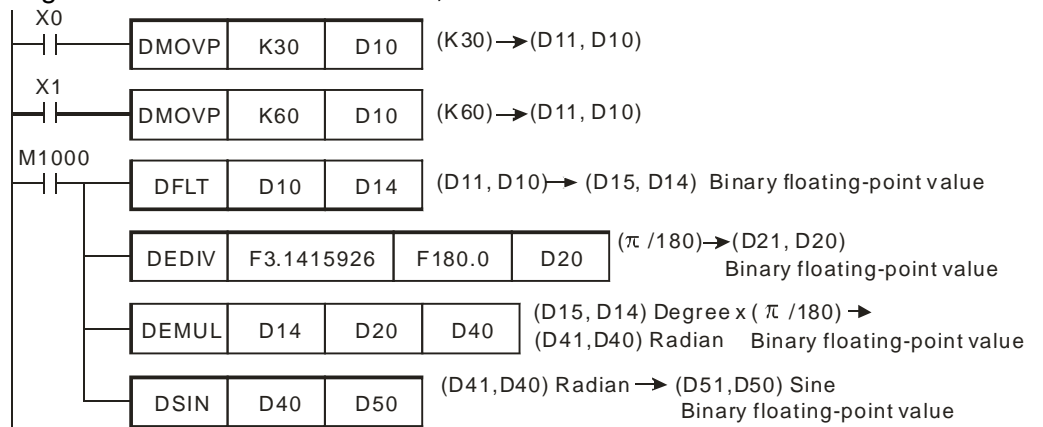 X0
DMOVP K30 D10 (K30)→(D11, D10)
X1
DMOVP K60 D10 (K60)→(D11, D10)
M1000
DFLT D10 D14 (D11, D10)→ (D15, D14) Binary floating-point value
DEDIV F3.1415926 F180.0 D20 (π /180)→(D21, D20)
Binary floating-point value
DEMUL D14 D20 D40 (D15, D14) Degree x ( π /180) →
(D41,D40) Radian Binary floating-point value
DSIN D40 D50 (D41,D40) Radian → (D51,D50) Sine
Binary floating-point value